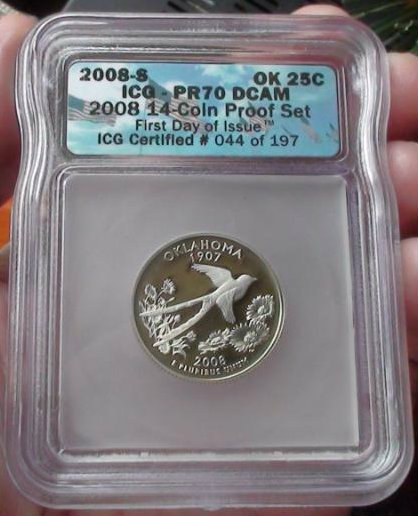 2008-S OK 25C
ICG - PR70 DCAM
2008 14-Coin Proof Set
First Day of Issue™
ICG Certified # 044 of 197
OKLAHOMA
1907
2008
E PLURIBUS UNUM